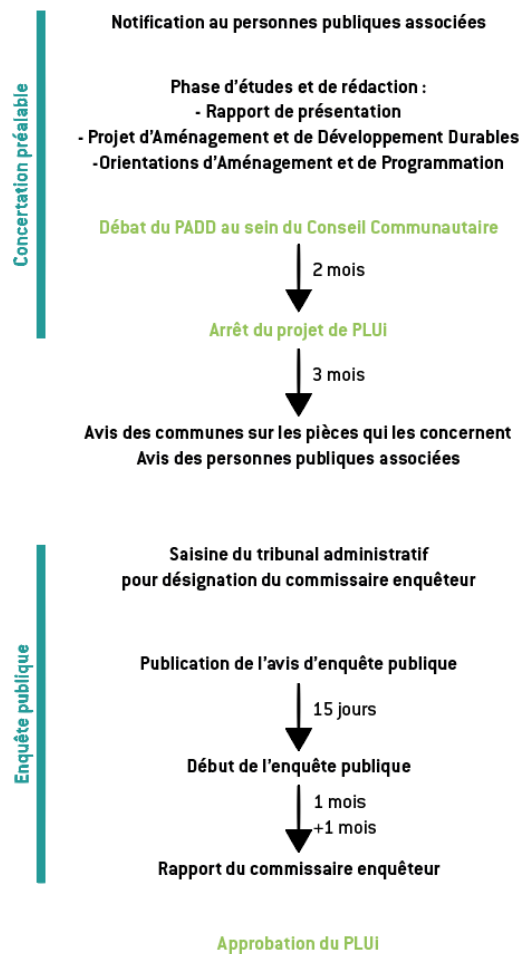 Notification au personnes publiques associées
Concertation préalable
Phase d'études et de rédaction :
- Rapport de présentation
- Projet d'Aménagement et de Développement Durables
-Orientations d'Aménagement et de Programmation
Débat du PADD au sein du Conseil Communautaire
2 mois
Arrêt du projet de PLUi
3 mois
Avis des communes sur les pièces qui les concernent
Avis des personnes publiques associées
Enquête publique
Saisine du tribunal administratif
pour désignation du commissaire enquêteur
Publication de l'avis d'enquête publique
15 jours
Début de l'enquête publique
1 mois
+1 mois
Rapport du commissaire enquêteur
Approbation du PLUi